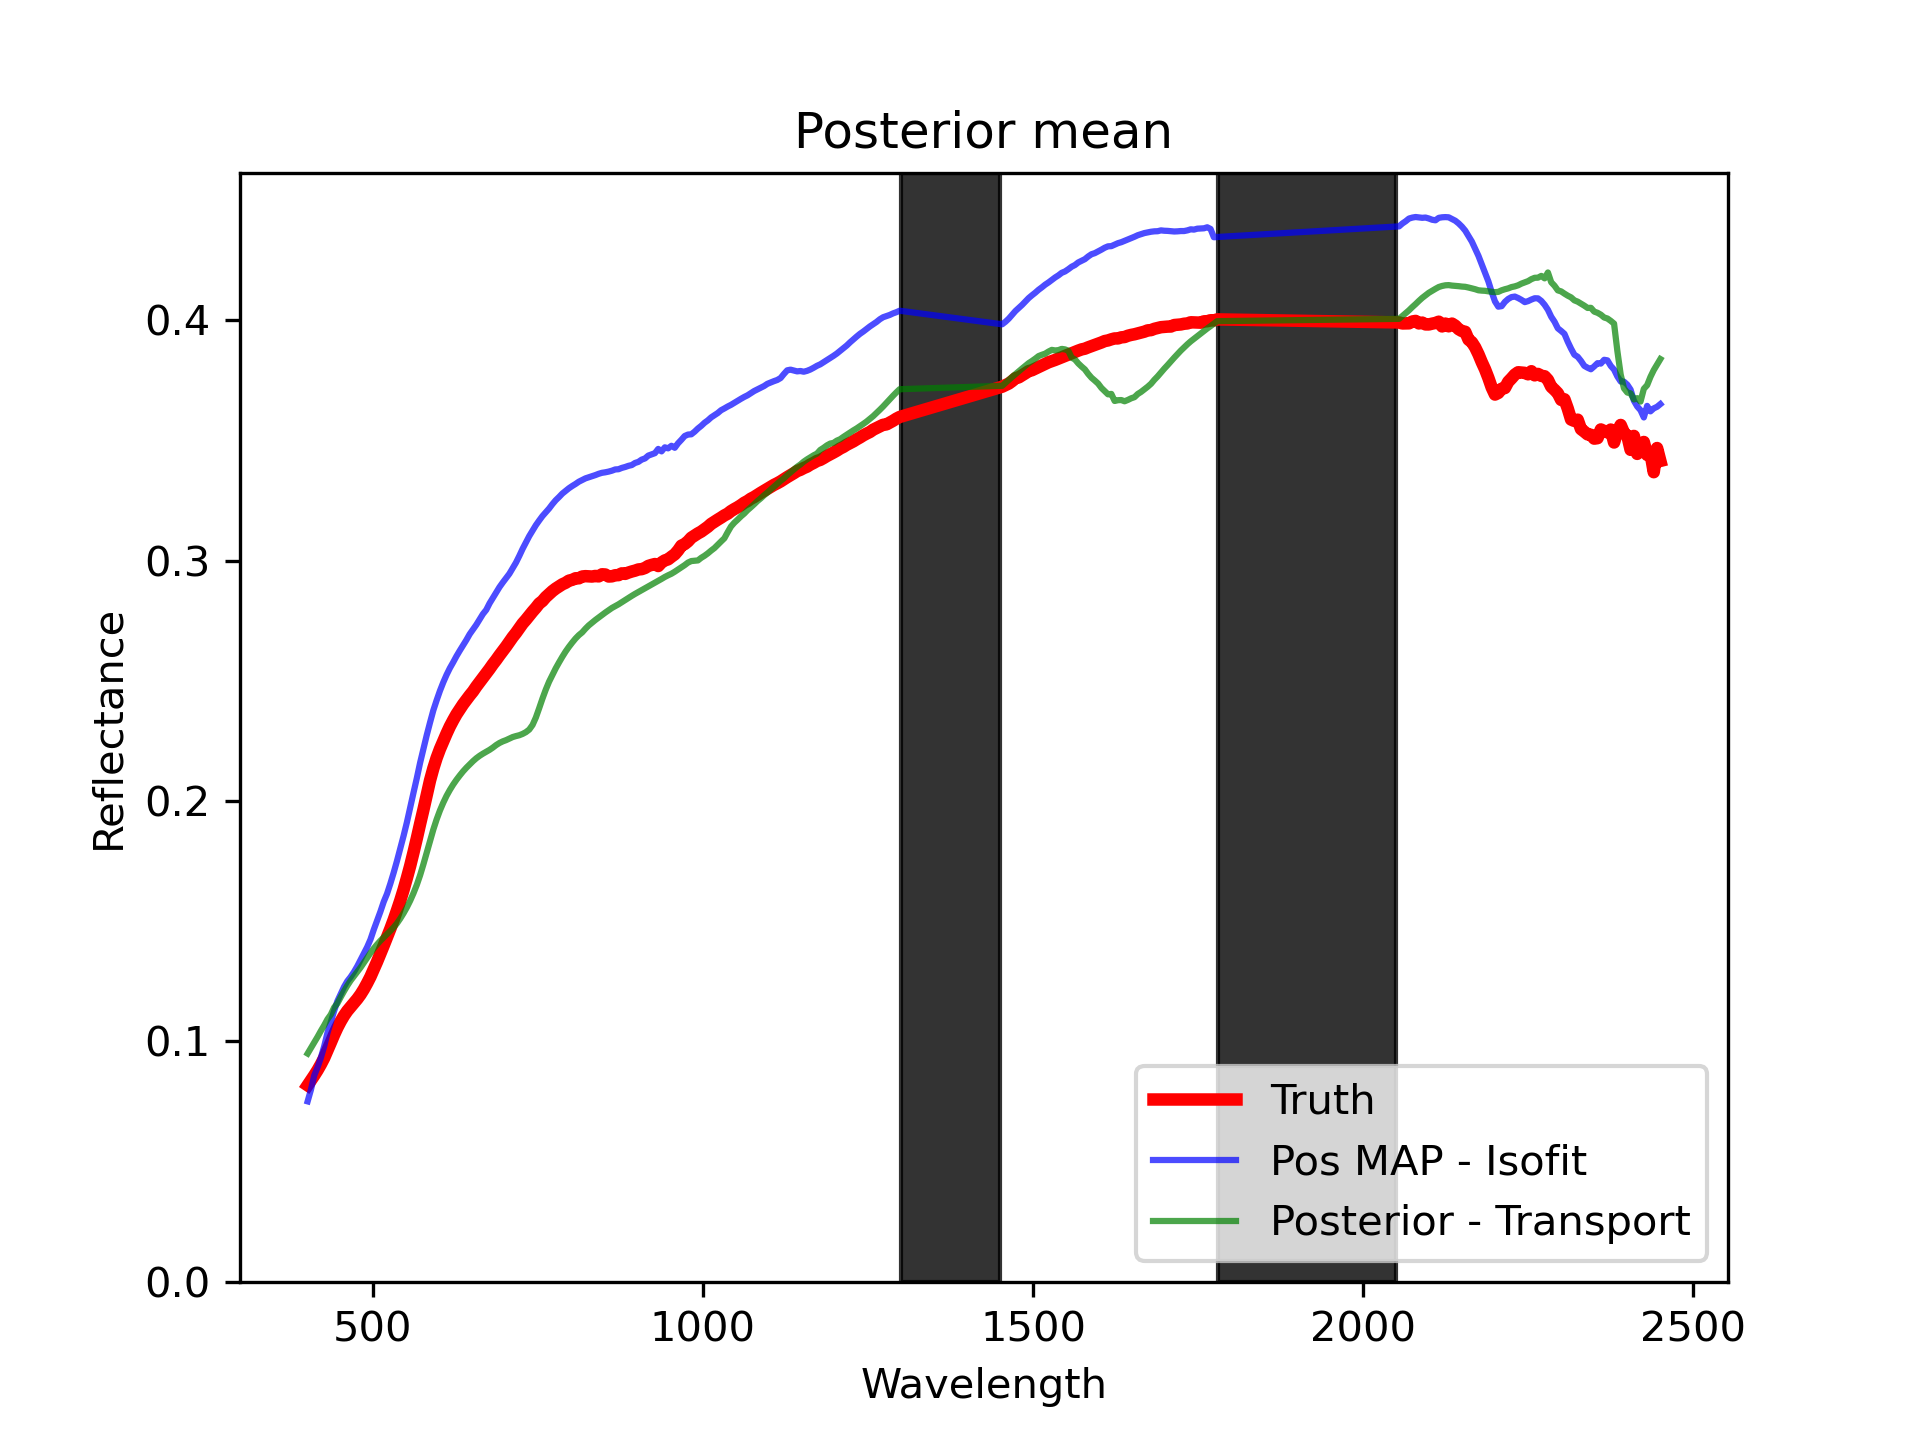 Posterior mean
Reflectance
0.4
0.3
0.2
0.1
0.0
500 1000 1500 2000 2500
Wavelength
Truth
Pos MAP - Isofit
Posterior - Transport